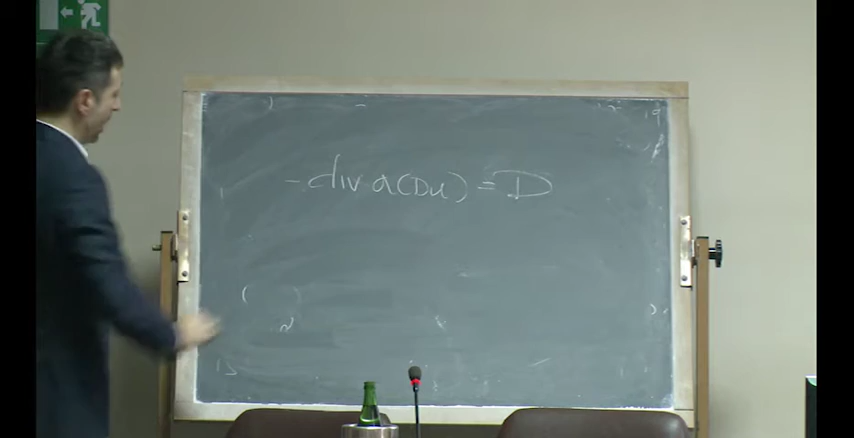 - div a(Du) = D